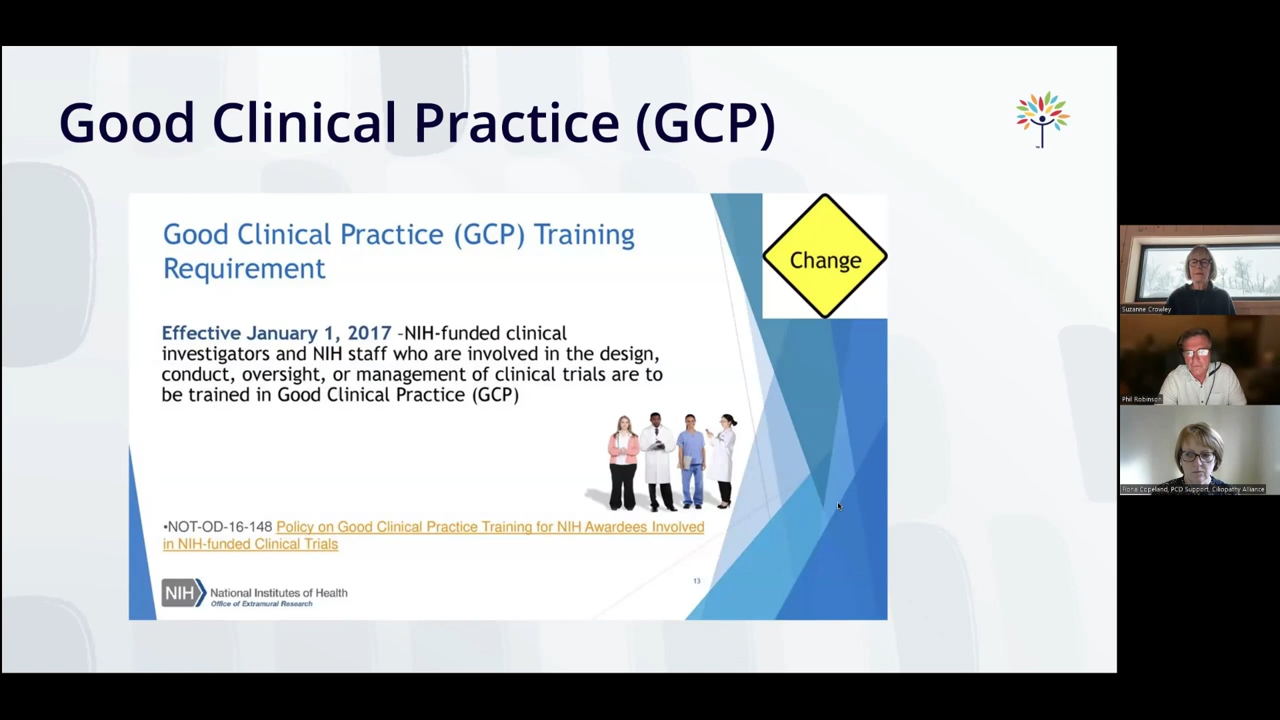 Good Clinical Practice (GCP)
Good Clinical Practice (GCP) Training
Requirement
Change
Effective January 1, 2017 –NIH-funded clinical
investigators and NIH staff who are involved in the design,
conduct, oversight, or management of clinical trials are to
be trained in Good Clinical Practice (GCP)
•NOT-OD-16-148 Policy on Good Clinical Practice Training for NIH Awardees Involved
in NIH-funded Clinical Trials
13
NIH National Institutes of Health
Office of Extramural Research
Suzanne Crowley
Phil Robinson
Fiona Copeland, PCD Support, Ciliopathy Alliance